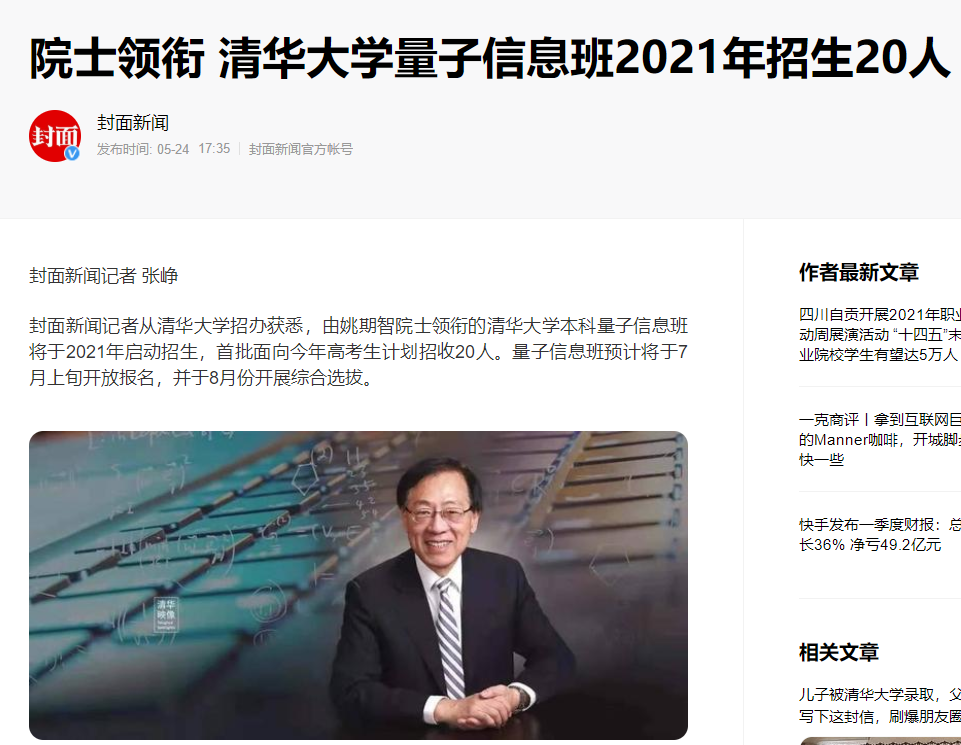 院士领衔 清华大学量子信息班2021年招生20人
封面
封面新闻
发布时间: 05-24 17:35 封面新闻官方帐号
封面新闻记者 张峥
封面新闻记者从清华大学招办获悉，由姚期智院士领衔的清华大学本科量子信息班
将于2021年启动招生，首批面向今年高考生计划招收20人。量子信息班预计将于7
月上旬开放报名，并于8月份开展综合选拔。
清华
映像
作者最新文章
四川自贡开展2021年职业
动周展演活动 “十四五”末
业院校学生有望达5万人
一克商评丨拿到互联网巨
的Manner咖啡，开城脚步
快一些
快手发布一季度财报：总
长36% 净亏49.2亿元
相关文章
儿子被清华大学录取，父
写下这封信，刷爆朋友圈